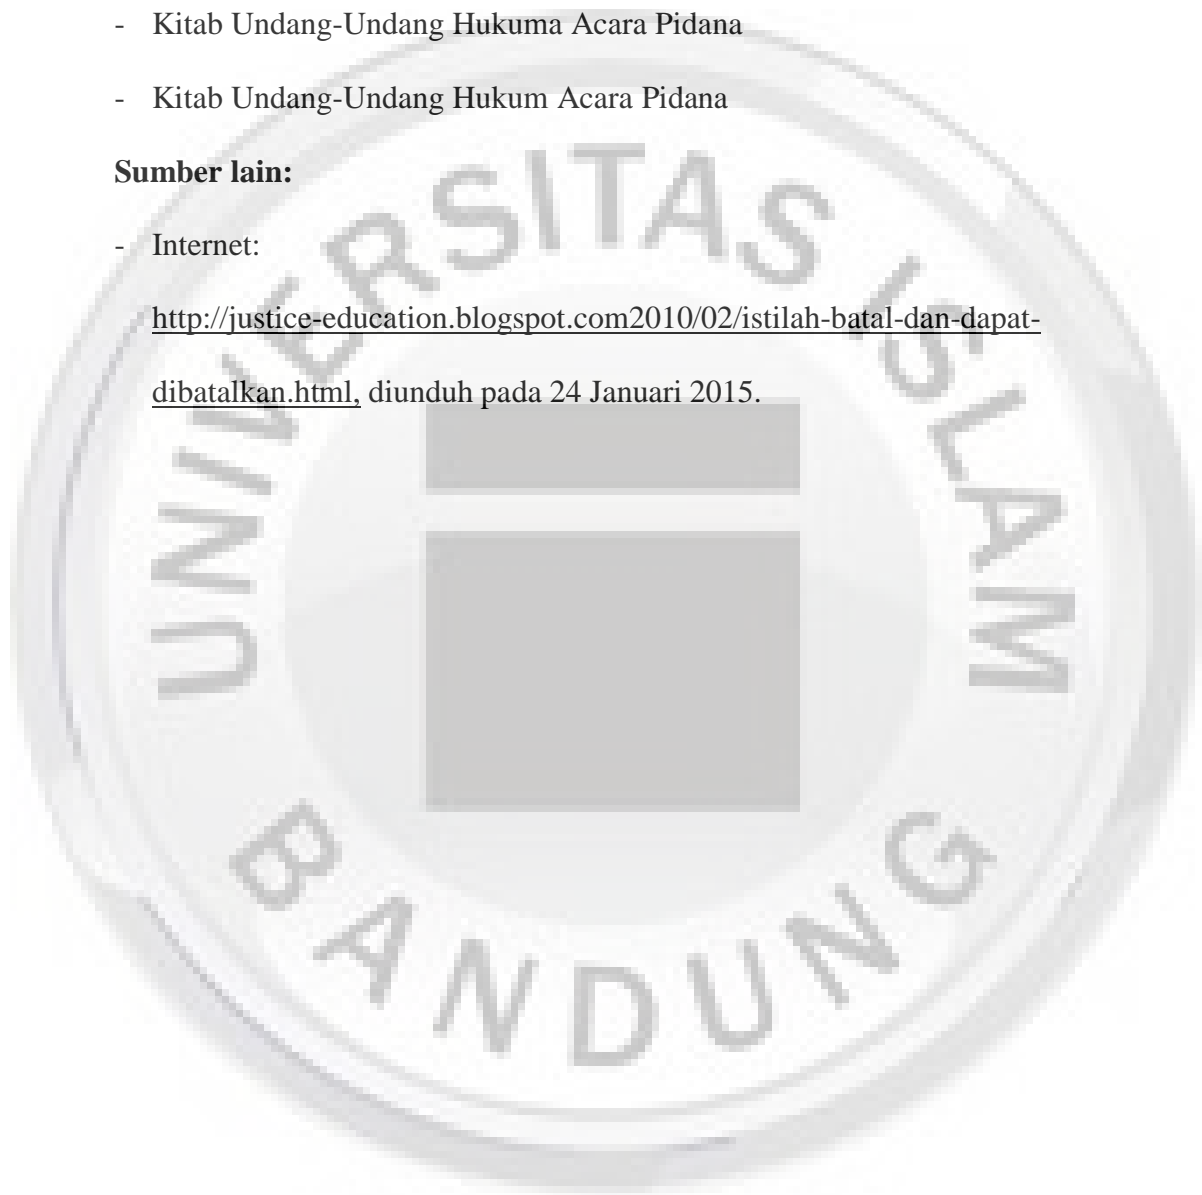 - Kitab Undang-Undang Hukuma Acara Pidana
- Kitab Undang-Undang Hukum Acara Pidana
Sumber lain:
- Internet:
http://justice-education.blogspot.com2010/02/istilah-batal-dan-dapat-
dibatalkan.html, diunduh pada 24 Januari 2015.
UNIVERSITAS ISLAM
BANDUNG